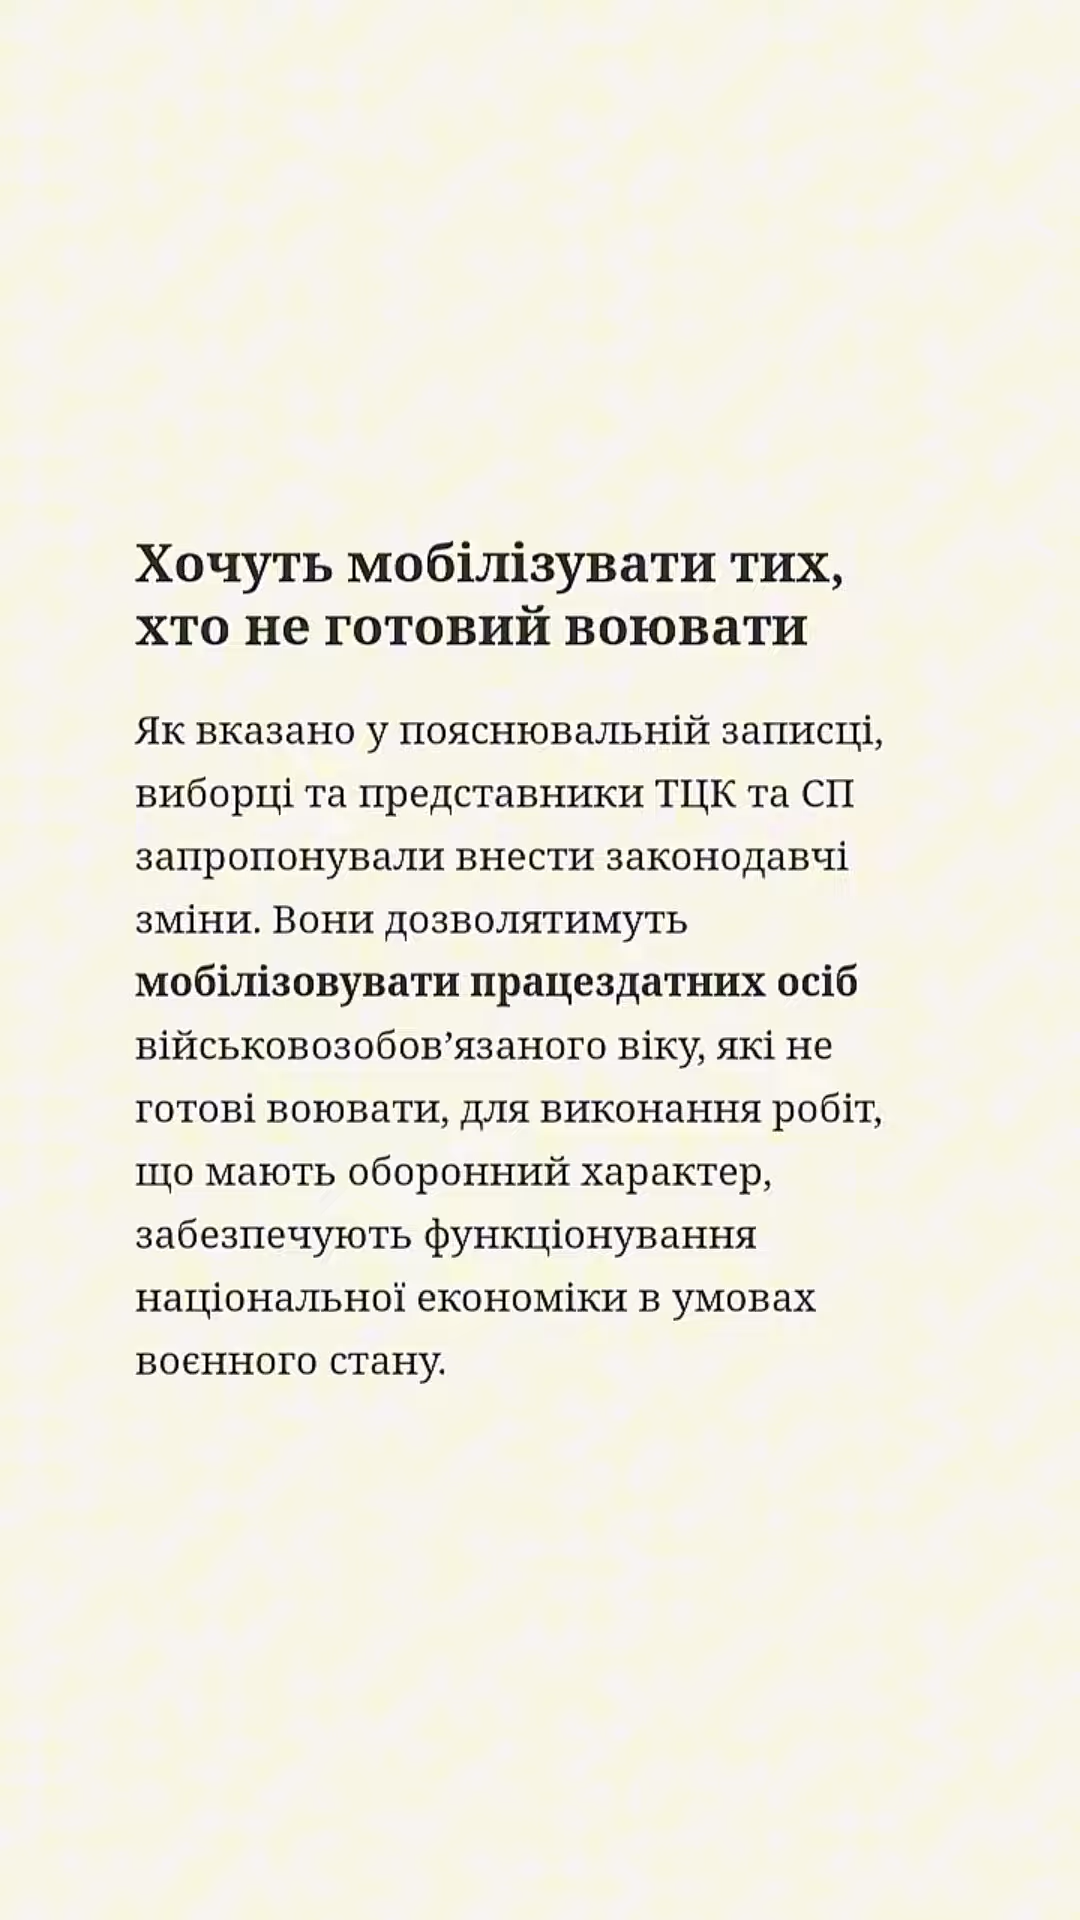 Хочуть мобілізувати тих,
хто не готовий воювати
Як вказано у пояснювальній записці,
виборці та представники ТЦК та СП
запропонували внести законодавчі
зміни. Вони дозволятимуть
мобілізовувати працездатних осіб
військовозобов’язаного віку, які не
готові воювати, для виконання робіт,
що мають оборонний характер,
забезпечують функціонування
національної економіки в умовах
воєнного стану.